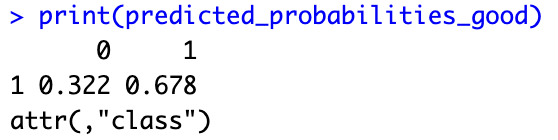 > print(predicted_probabilities_good)
0 1
1 0.322 0.678
attr(,"class")